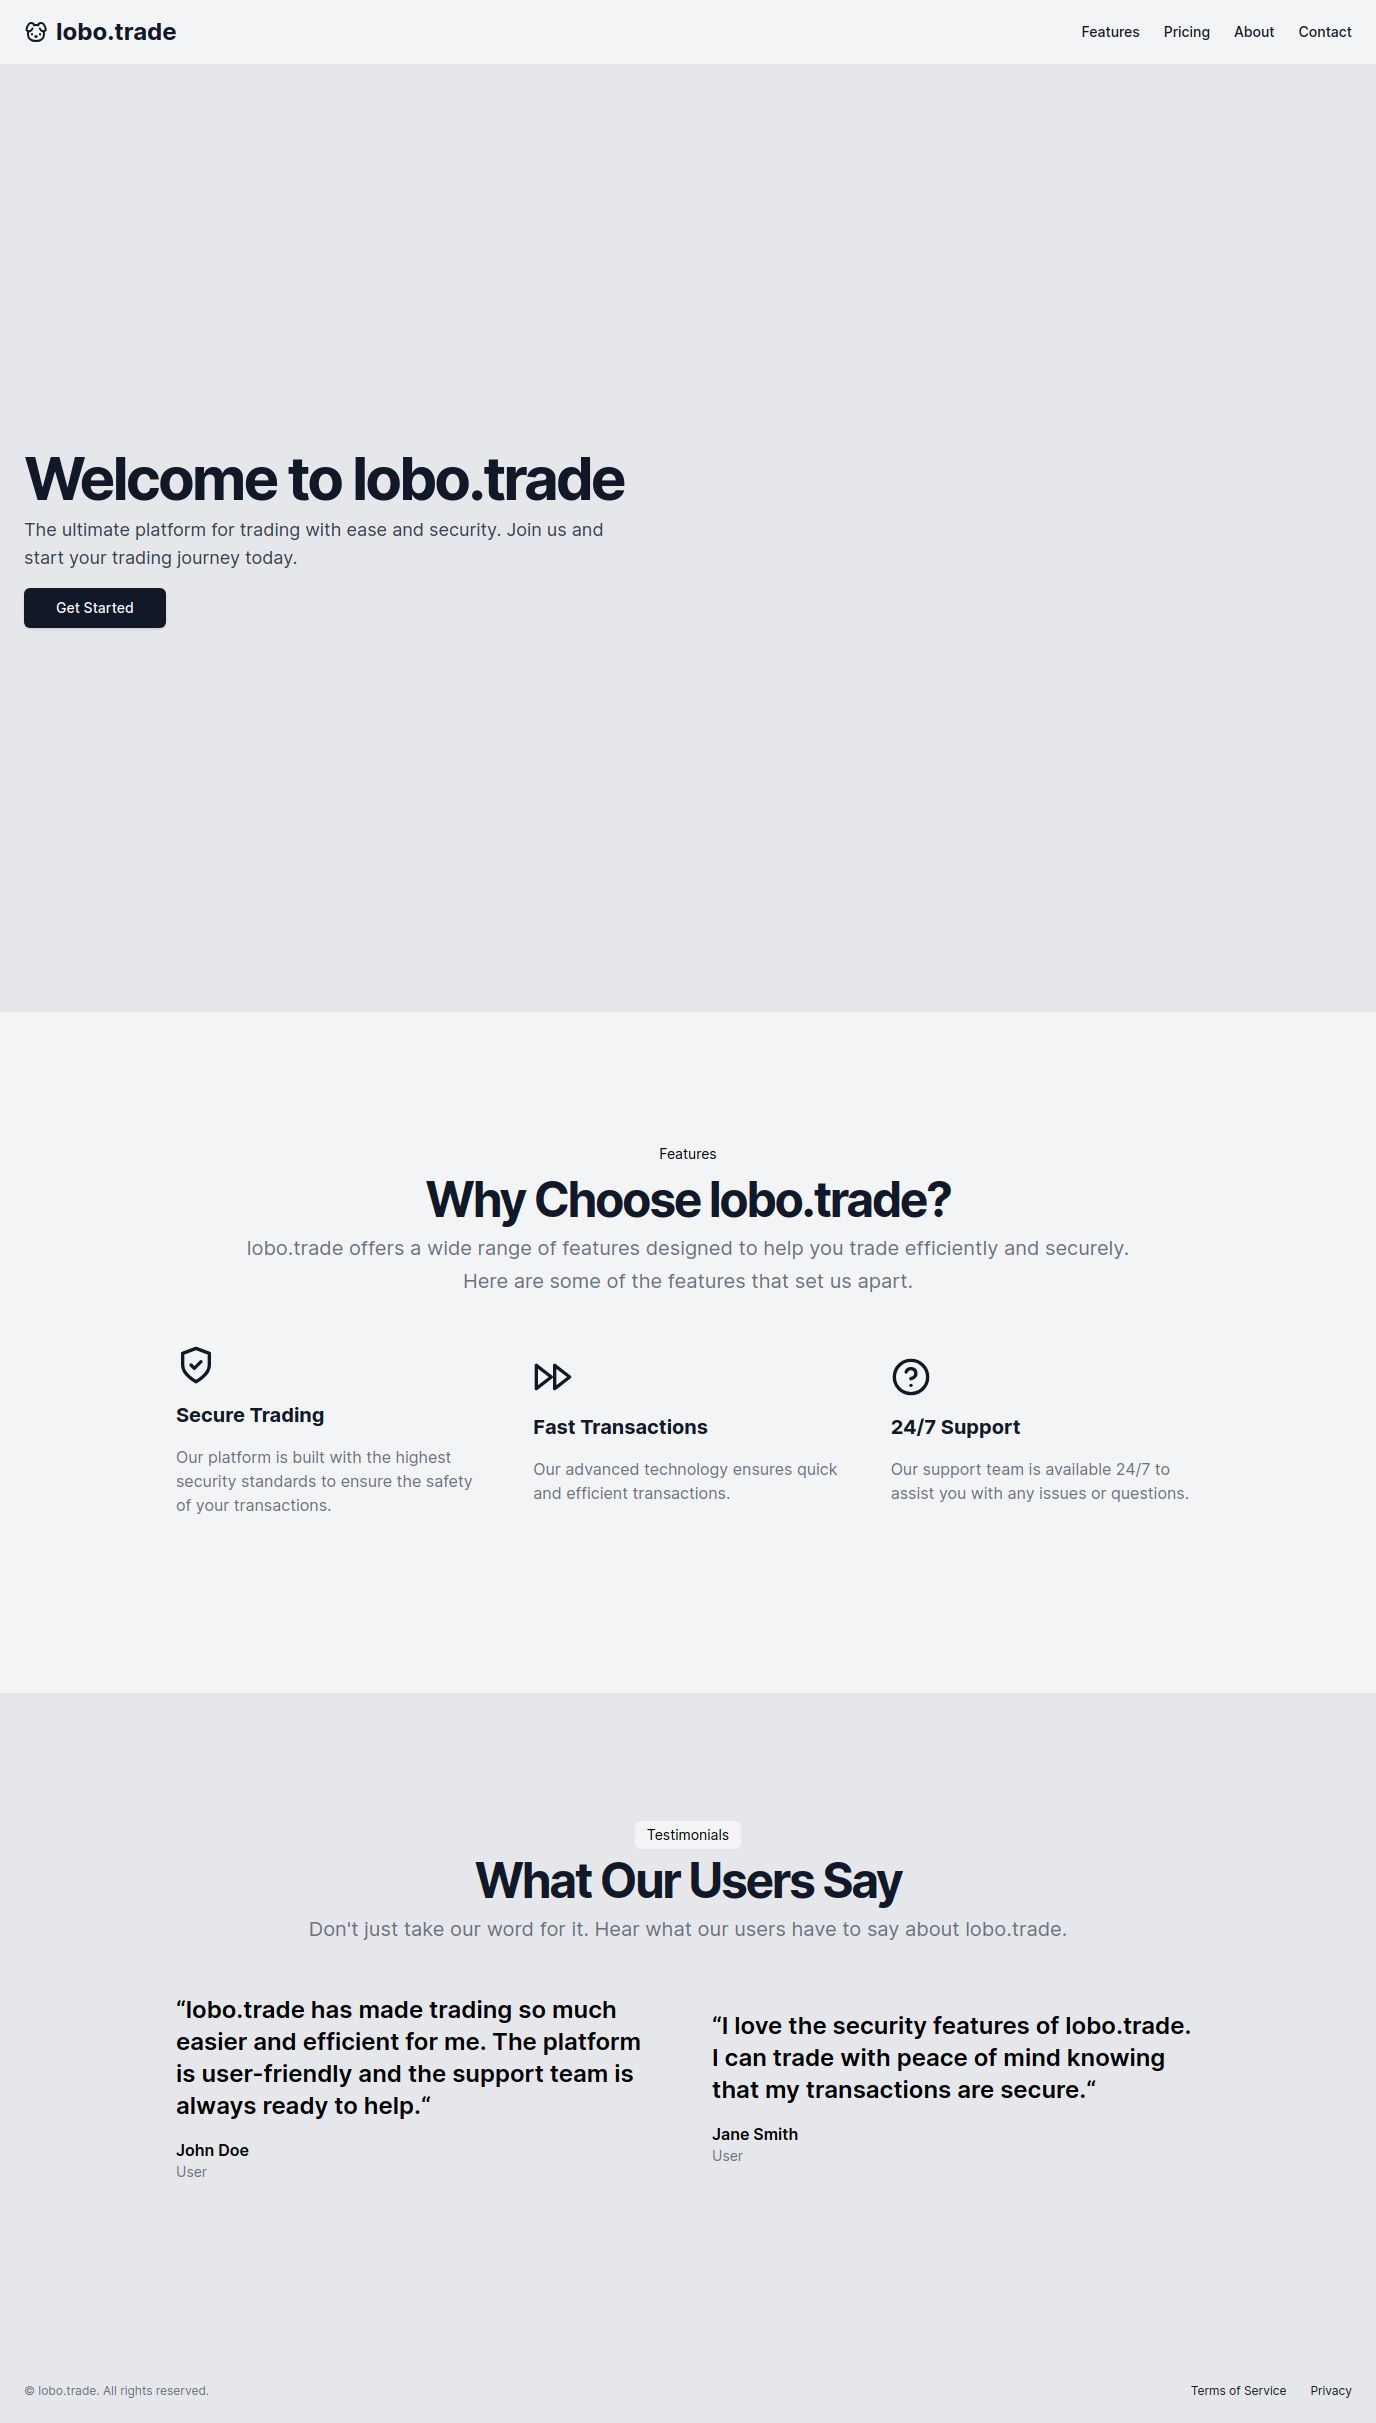 lobo.trade
Features Pricing About Contact
Welcome to lobo.trade
The ultimate platform for trading with ease and security. Join us and
start your trading journey today.
Get Started
Features
Why Choose lobo.trade?
lobo.trade offers a wide range of features designed to help you trade efficiently and securely.
Here are some of the features that set us apart.
Secure Trading
Our platform is built with the highest
security standards to ensure the safety
of your transactions.
Fast Transactions
Our advanced technology ensures quick
and efficient transactions.
24/7 Support
Our support team is available 24/7 to
assist you with any issues or questions.
Testimonials
What Our Users Say
Don't just take our word for it. Hear what our users have to say about lobo.trade.
“lobo.trade has made trading so much
easier and efficient for me. The platform
is user-friendly and the support team is
always ready to help.“
John Doe
User
“I love the security features of lobo.trade.
I can trade with peace of mind knowing
that my transactions are secure.“
Jane Smith
User
© lobo.trade. All rights reserved.
Terms of Service Privacy